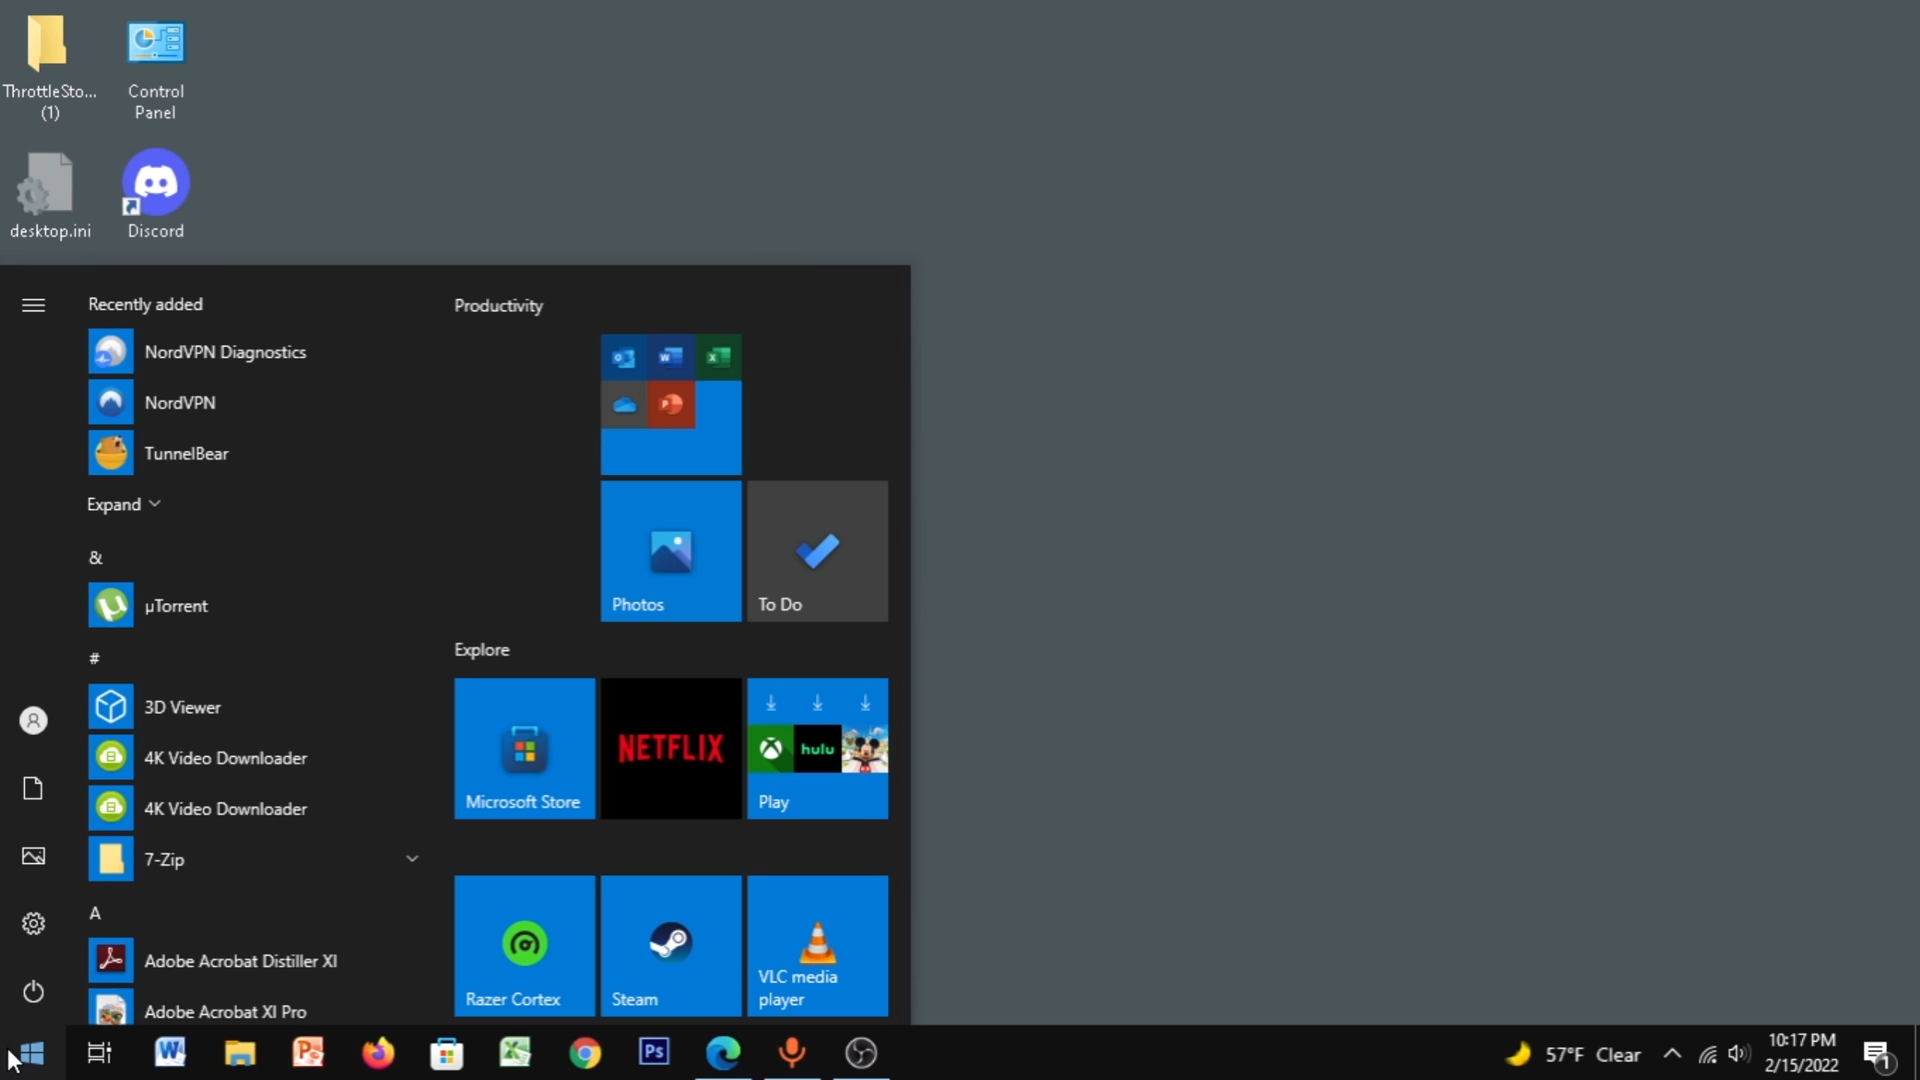 ThrottleSto...
(1)
Control
Panel
desktop.ini
Discord
Recently added
NordVPN Diagnostics
NordVPN
TunnelBear
Expand
&
µTorrent
#
3D Viewer
4K Video Downloader
4K Video Downloader
7-Zip
A
Adobe Acrobat Distiller XI
Adobe Acrobat XI Pro
Productivity
Photos
To Do
Explore
Microsoft Store
NETFLIX
hulu
Play
Razer Cortex
Steam
VLC media
player
Ps
57°F Clear
10:17 PM
2/15/2022
1